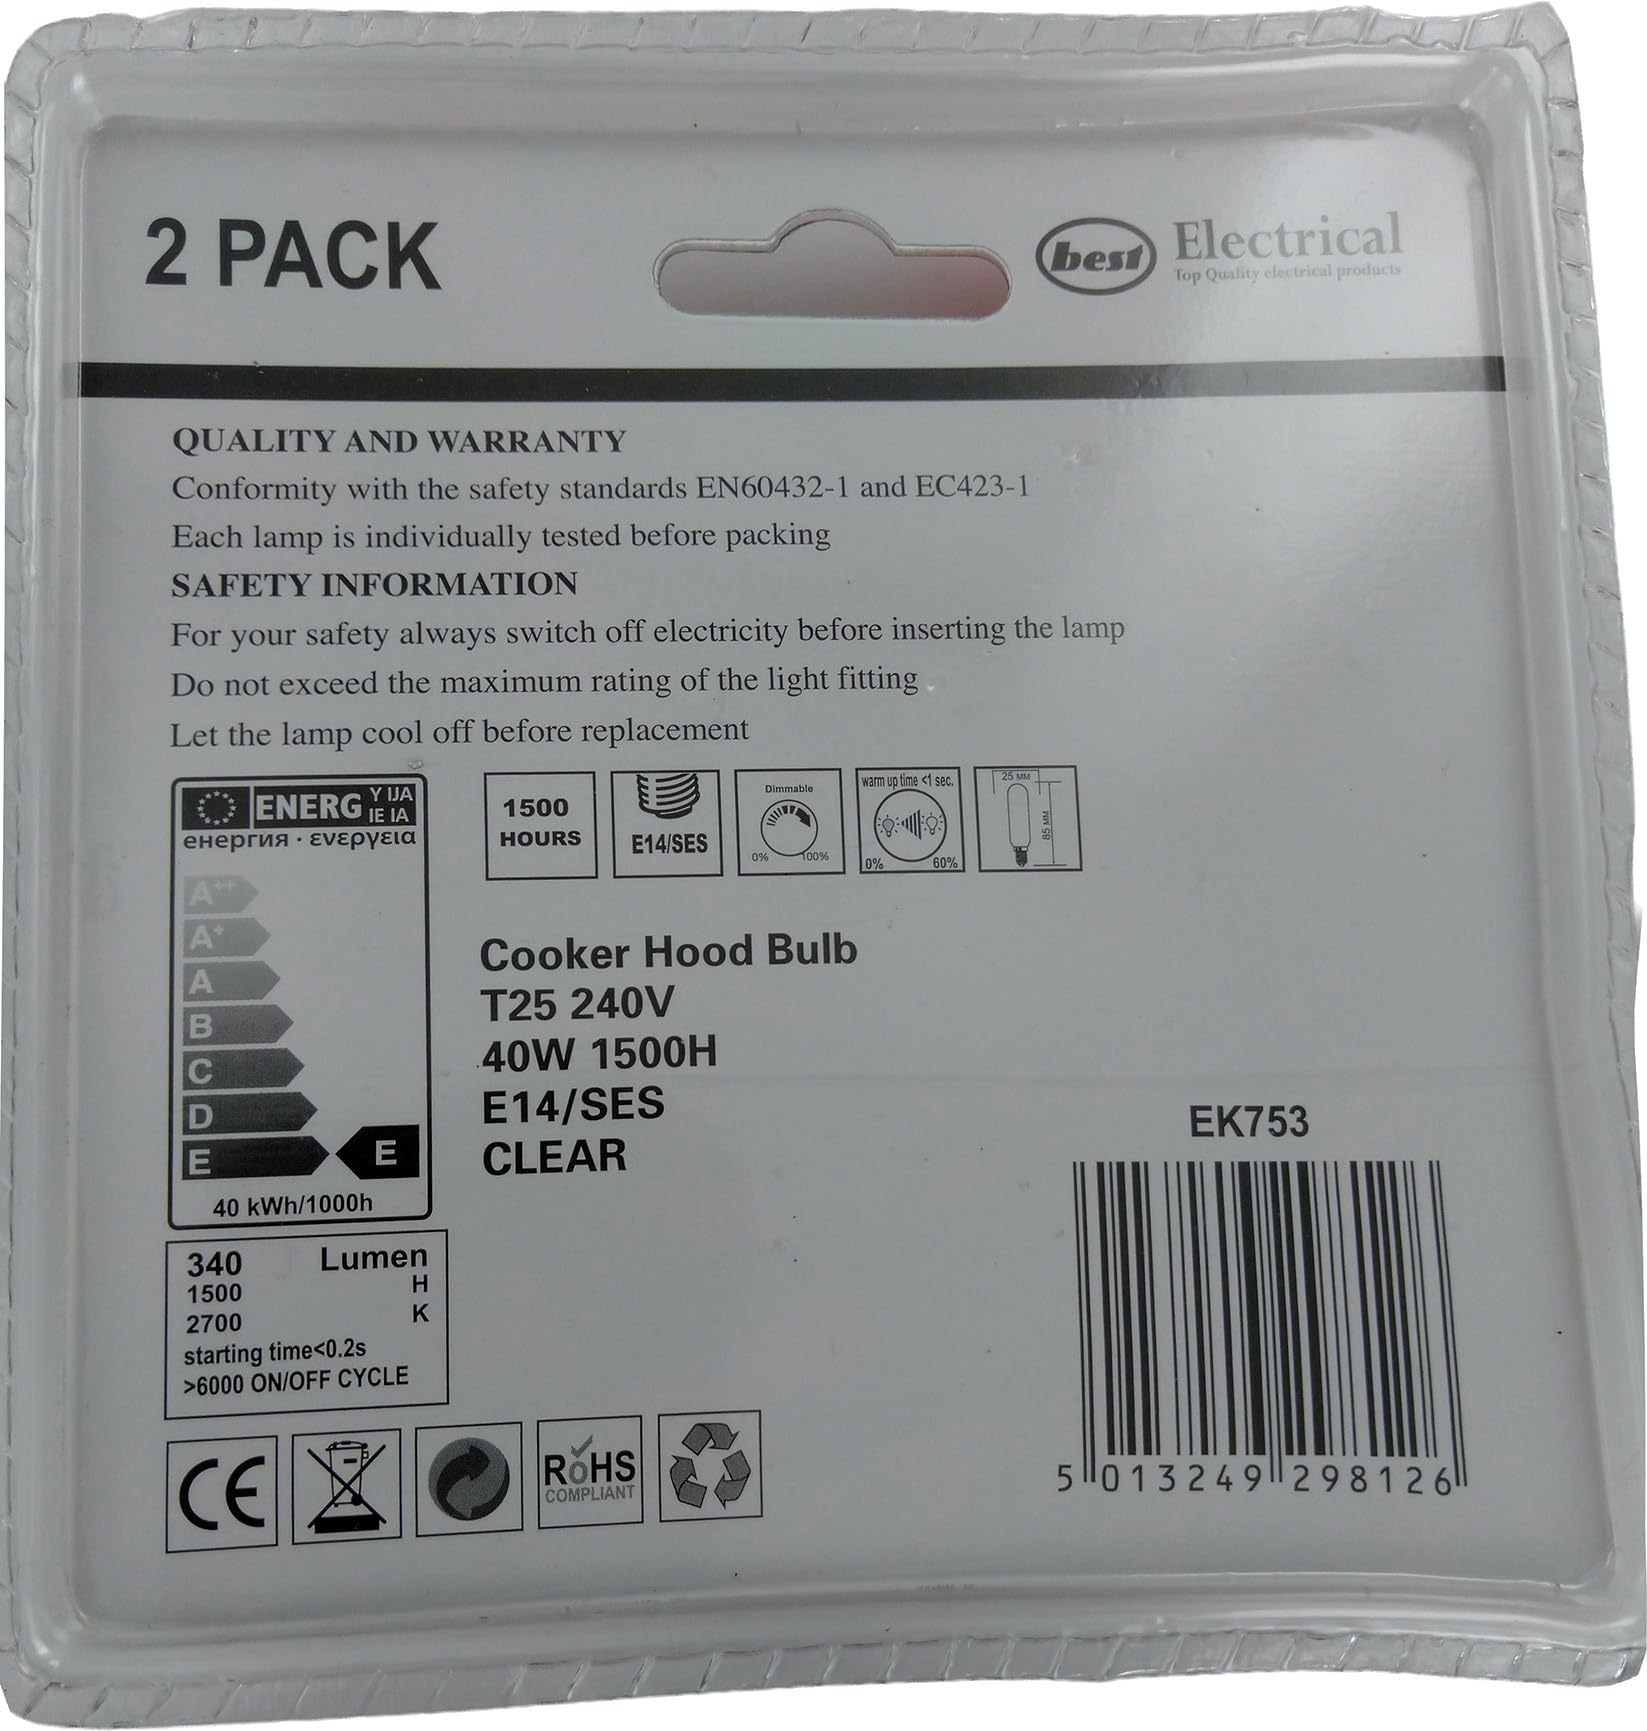 2 PACK
best Electrical
Top Quality electrical products
QUALITY AND WARRANTY
Conformity with the safety standards EN60432-1 and EC423-1
Each lamp is individually tested before packing
SAFETY INFORMATION
For your safety always switch off electricity before inserting the lamp
Do not exceed the maximum rating of the light fitting
Let the lamp cool off before replacement
ENERG Y IJA
IE IA
енергия · ενεργεια
A++
A+
A
B
C
D
E
E
40 kWh/1000h
1500
HOURS
E14/SES
Dimmable
0% 100%
warm up time <1 sec.
0% 60%
25 MM
85 MM
Cooker Hood Bulb
T25 240V
40W 1500H
E14/SES
CLEAR
340 Lumen
1500 H
2700 K
starting time<0.2s
>6000 ON/OFF CYCLE
CE
RoHS
COMPLIANT
EK753
5 013249 298126